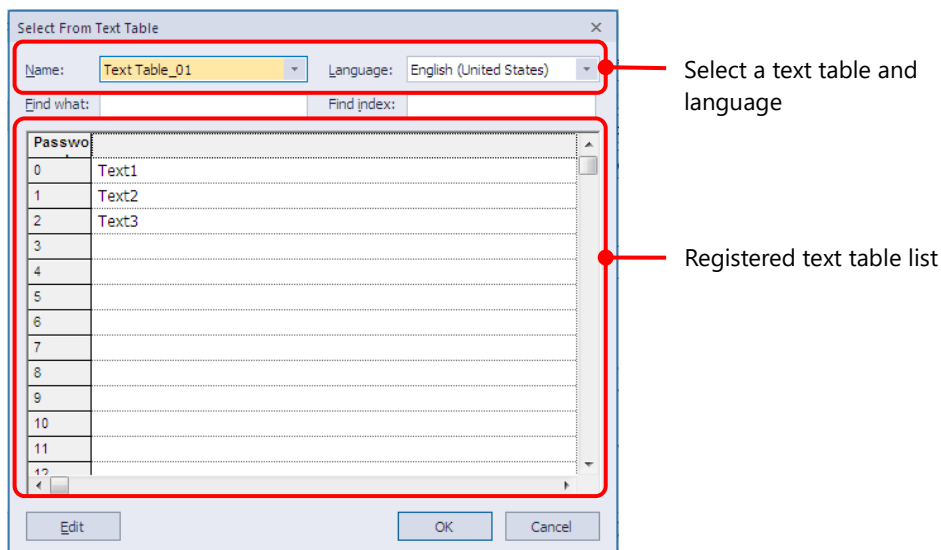 Select From Text Table
Name: Text Table_01 Language: English (United States)
Select a text table and
language
Find what: Find index:
Passwo
0 Text1
1 Text2
2 Text3
3
Registered text table list
4
5
6
7
8
9
10
11
12
Edit OK Cancel